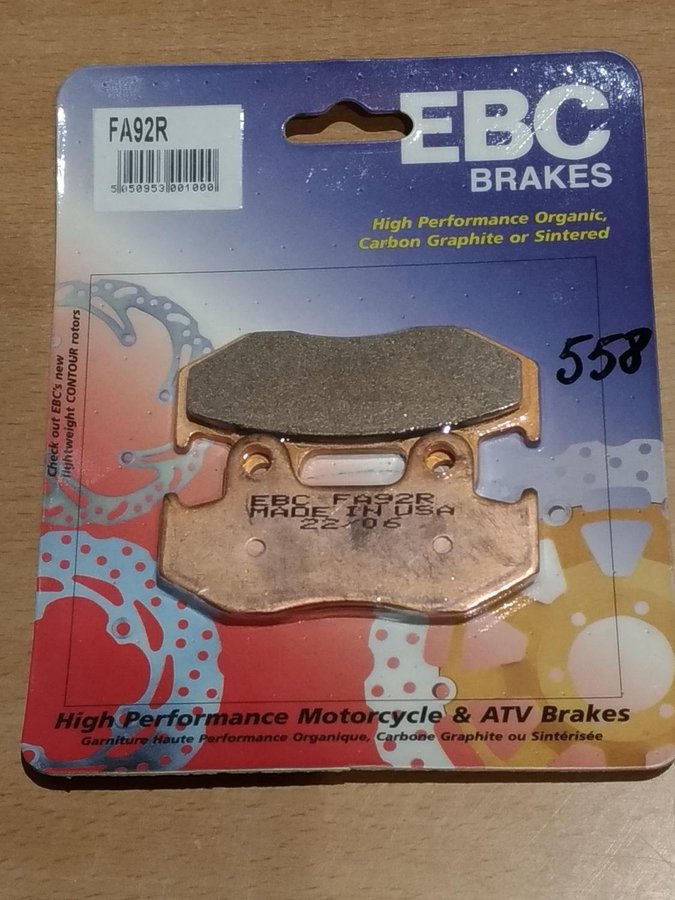 FA92R
5 050953 001000
EBC
BRAKES
High Performance Organic,
Carbon Graphite or Sintered
Check out EBC's new
lightweight CONTOUR rotors
558
EBC FA92R
MADE IN USA
22/06
High Performance Motorcycle & ATV Brakes
Garniture Haute Performance Organique, Carbone Graphite ou Sintérisée